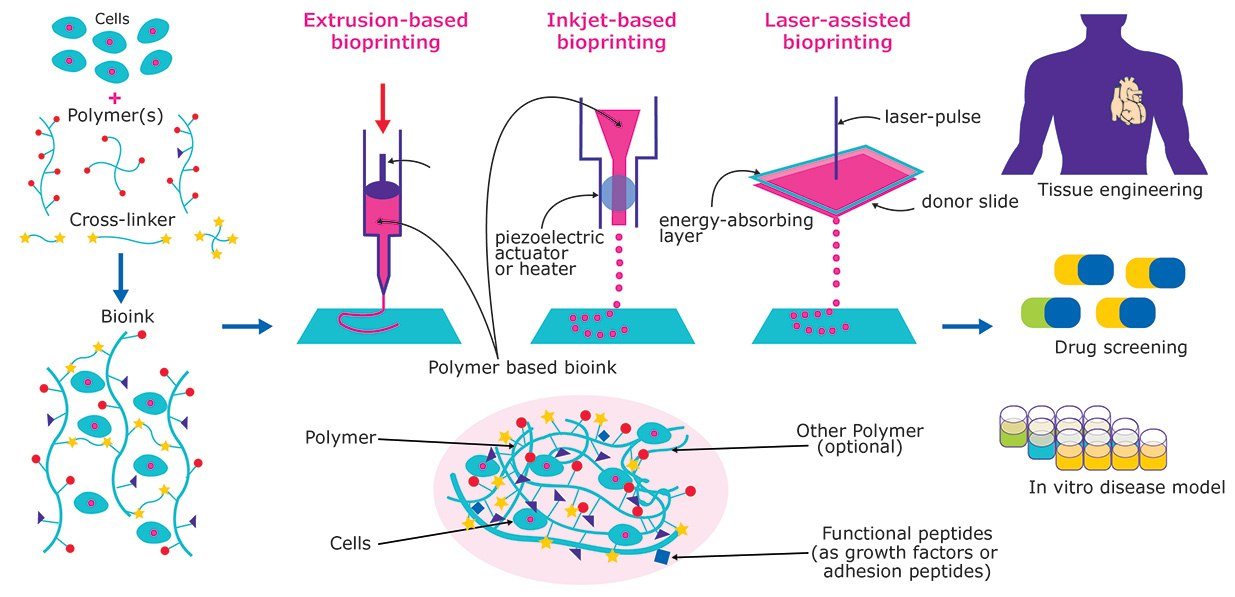 Cells
+
Polymer(s)
Cross-linker
Bioink
Extrusion-based
bioprinting
Inkjet-based
bioprinting
Laser-assisted
bioprinting
piezoelectric
actuator
or heater
laser-pulse
energy-absorbing
layer
donor slide
Polymer based bioink
Polymer
Cells
Other Polymer
(optional)
Functional peptides
(as growth factors or
adhesion peptides)
Tissue engineering
Drug screening
In vitro disease model